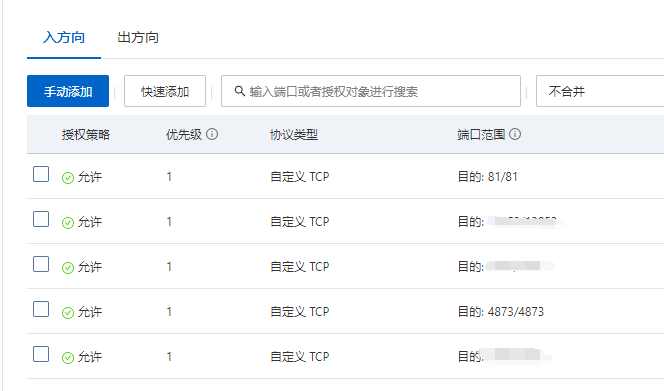 入方向 出方向
手动添加 快速添加 输入端口或者授权对象进行搜索 不合并
授权策略 优先级 协议类型 端口范围
允许 1 自定义 TCP 目的: 81/81
允许 1 自定义 TCP 目的:
允许 1 自定义 TCP 目的:
允许 1 自定义 TCP 目的: 4873/4873
允许 1 自定义 TCP 目的: